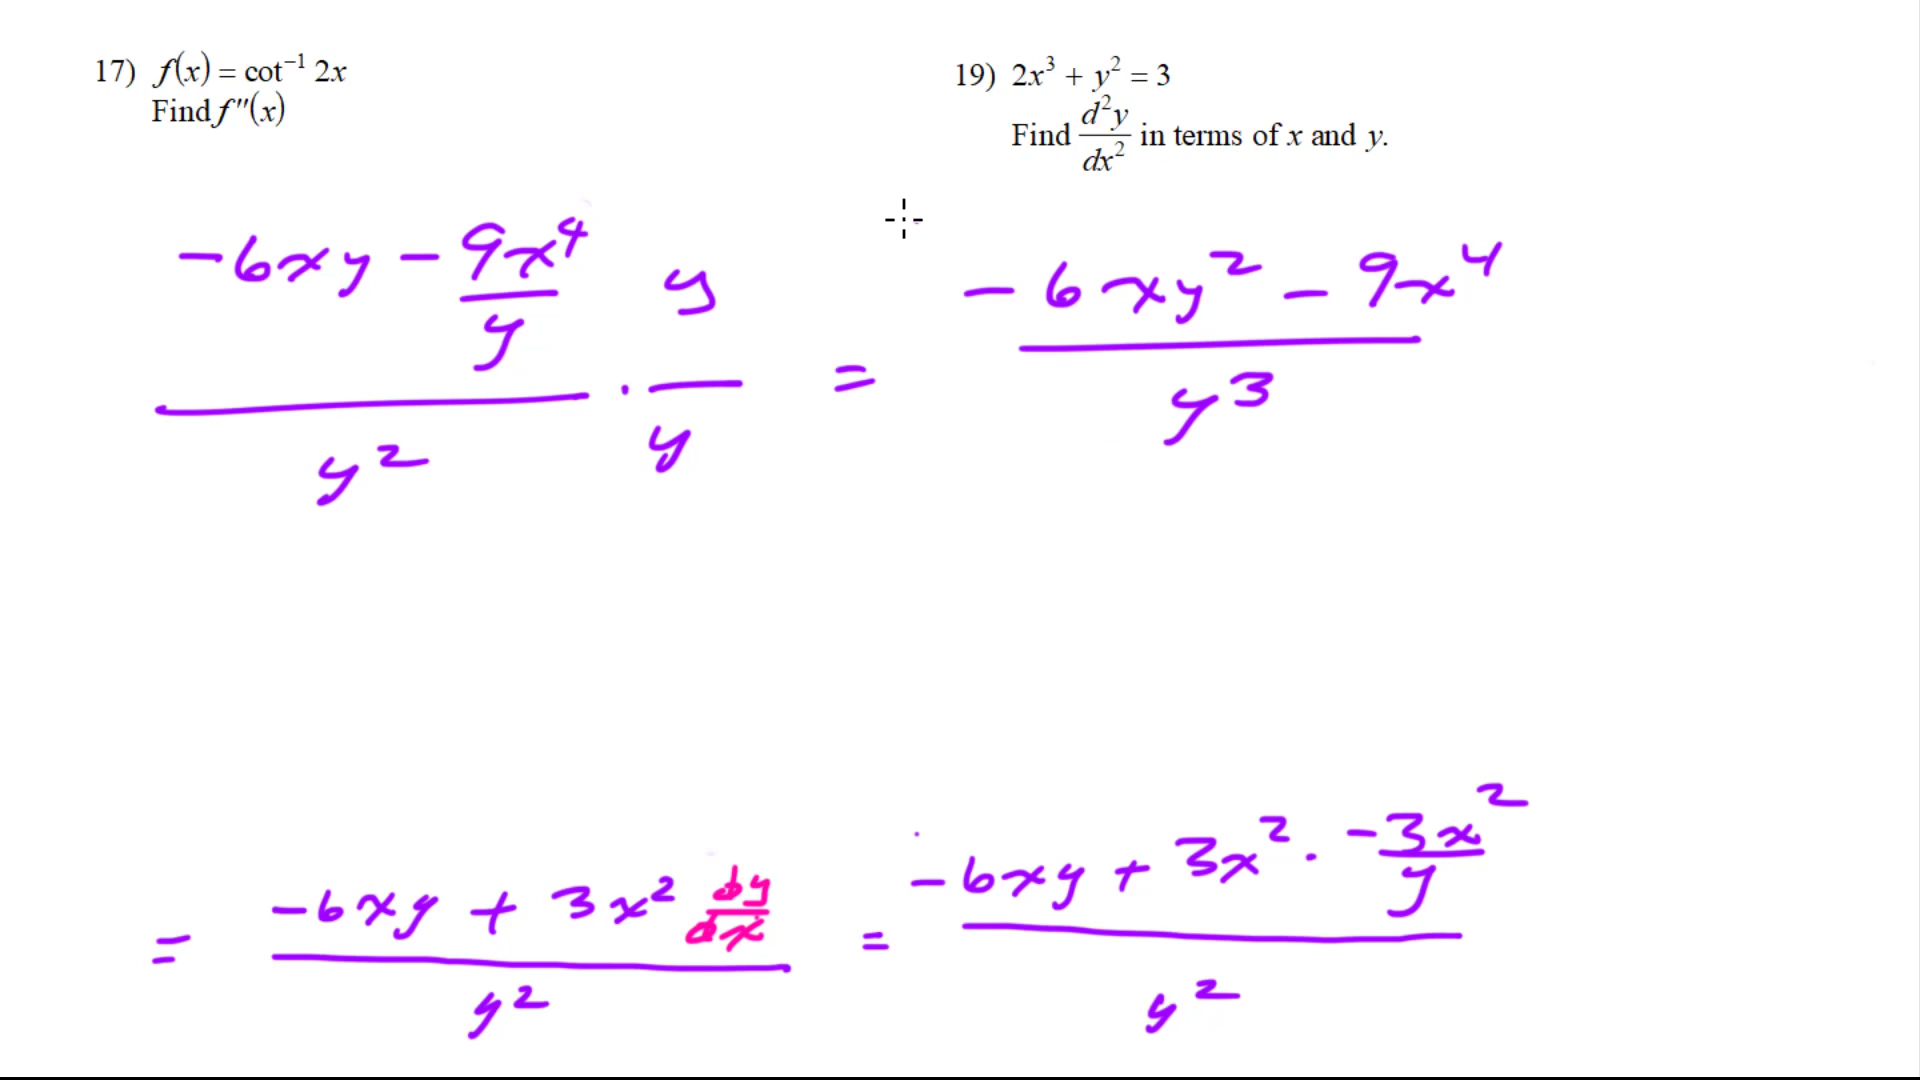 17) f(x) = cot⁻¹ 2x
Find f″(x)
19) 2x³ + y² = 3
Find d²y/dx² in terms of x and y.
(-6xy - 9x⁴/y)/y² · y/y = (-6xy² - 9x⁴)/y³
= (-6xy + 3x² dy/dx)/y² = (-6xy + 3x² · -3x²/y)/y²